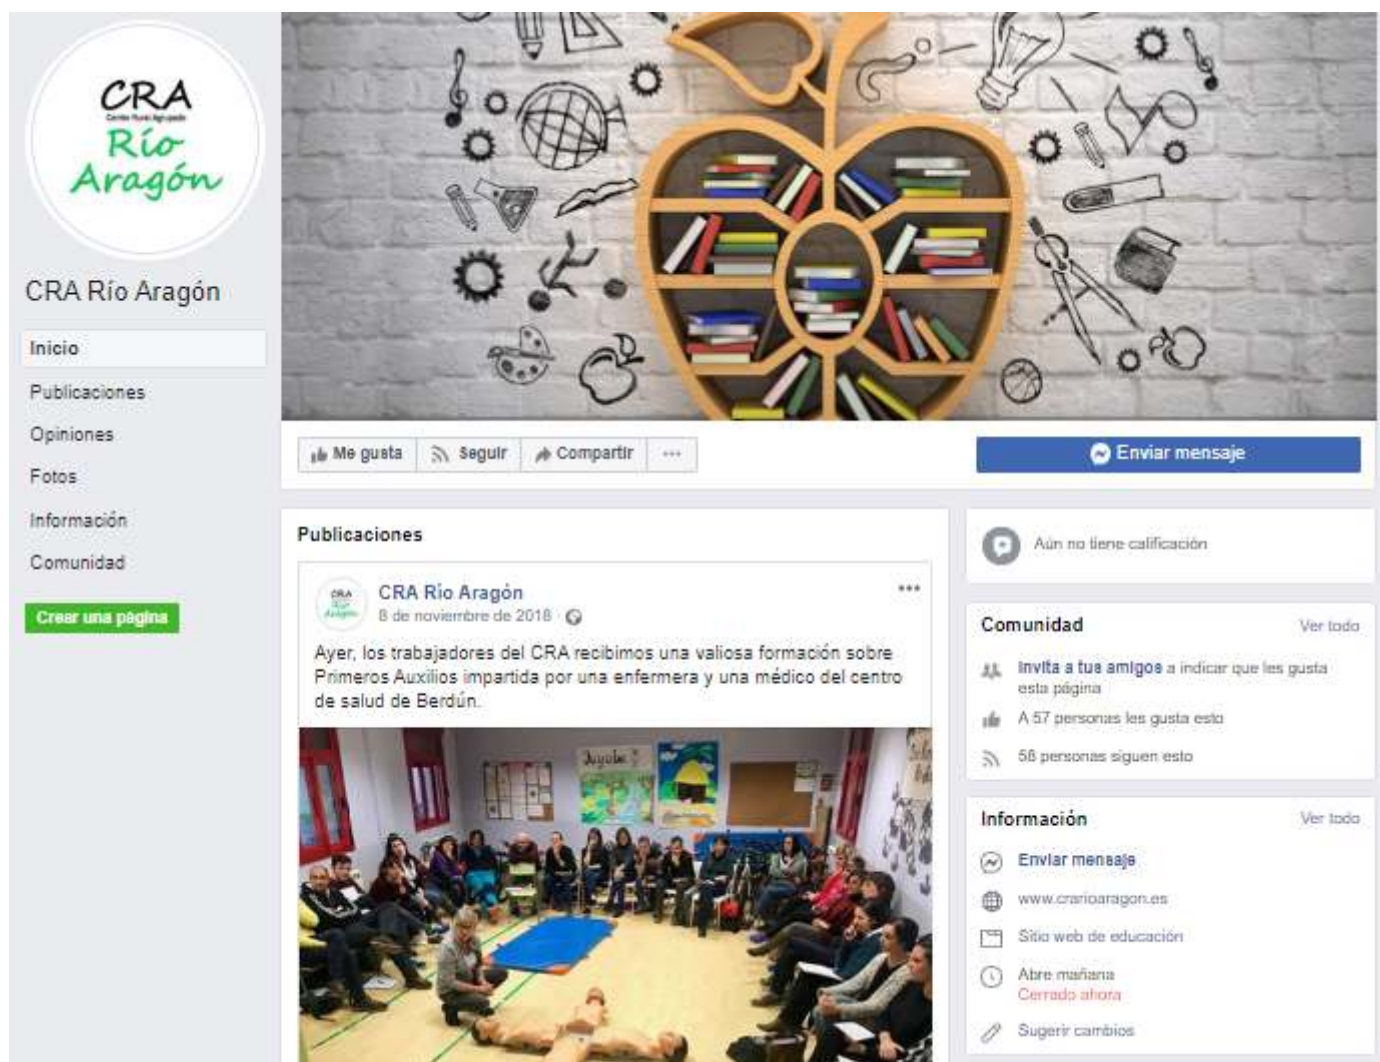 CRA
Centro Rural Agrupado
Río
Aragón
CRA Río Aragón
Inicio
Publicaciones
Opiniones
Fotos
Información
Comunidad
Crear una página
Me gusta
Seguir
Compartir
Enviar mensaje
Publicaciones
CRA Río Aragón
8 de noviembre de 2018
Ayer, los trabajadores del CRA recibimos una valiosa formación sobre
Primeros Auxilios impartida por una enfermera y una médico del centro
de salud de Berdún.
Aún no tiene calificación
Comunidad
Ver todo
Invita a tus amigos a indicar que les gusta
esta página
A 57 personas les gusta esto
58 personas siguen esto
Información
Ver todo
Enviar mensaje
www.crarioaragon.es
Sitio web de educación
Abre mañana
Cerrado ahora
Sugerir cambios